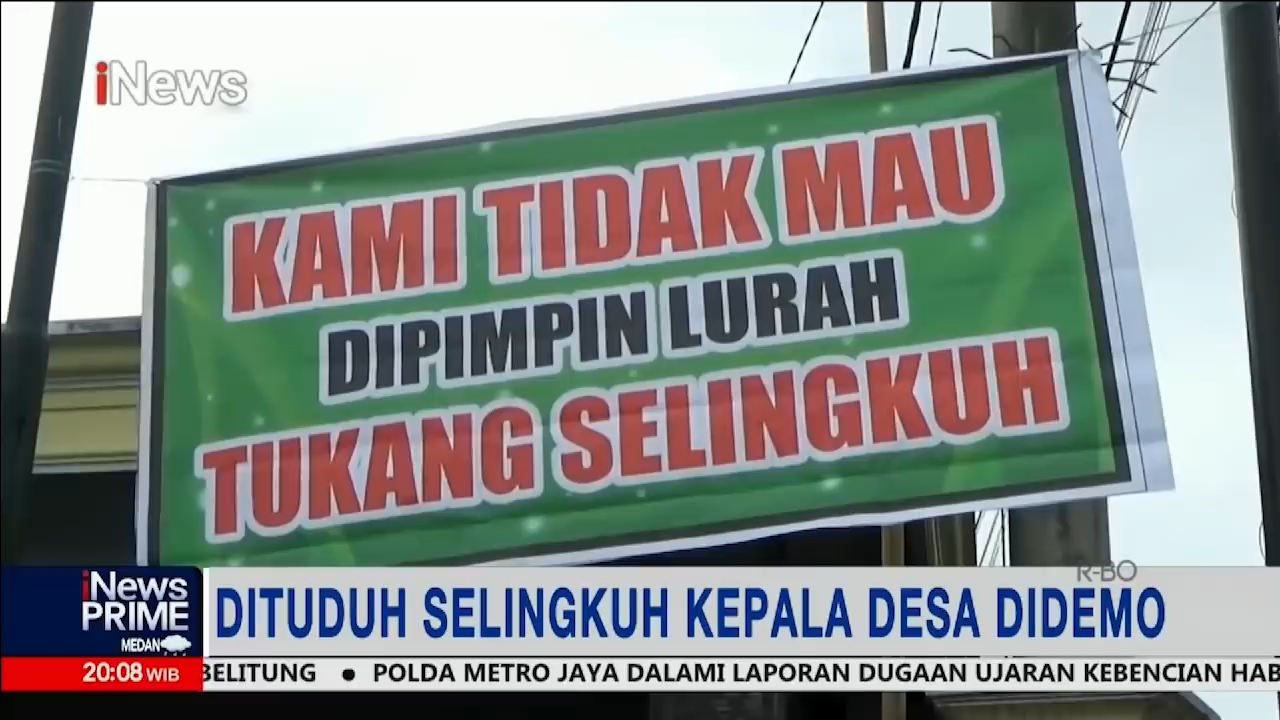 iNews
KAMI TIDAK MAU
DIPIMPIN LURAH
TUKANG SELINGKUH
R-BO
iNews
PRIME
MEDAN
DITUDUH SELINGKUH KEPALA DESA DIDEMO
20:08 WIB
BELITUNG • POLDA METRO JAYA DALAMI LAPORAN DUGAAN UJARAN KEBENCIAN HAB